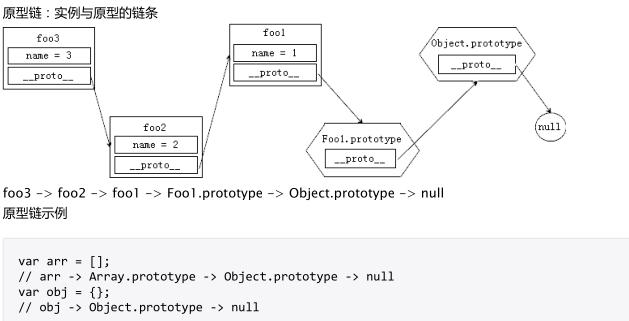 原型链：实例与原型的链条
foo3
name = 3
__proto__
foo2
name = 2
__proto__
foo1
name = 1
__proto__
Foo1.prototype
__proto__
Object.prototype
__proto__
null
foo3 -> foo2 -> foo1 -> Foo1.prototype -> Object.prototype -> null
原型链示例
var arr = [];
// arr -> Array.prototype -> Object.prototype -> null
var obj = {};
// obj -> Object.prototype -> null